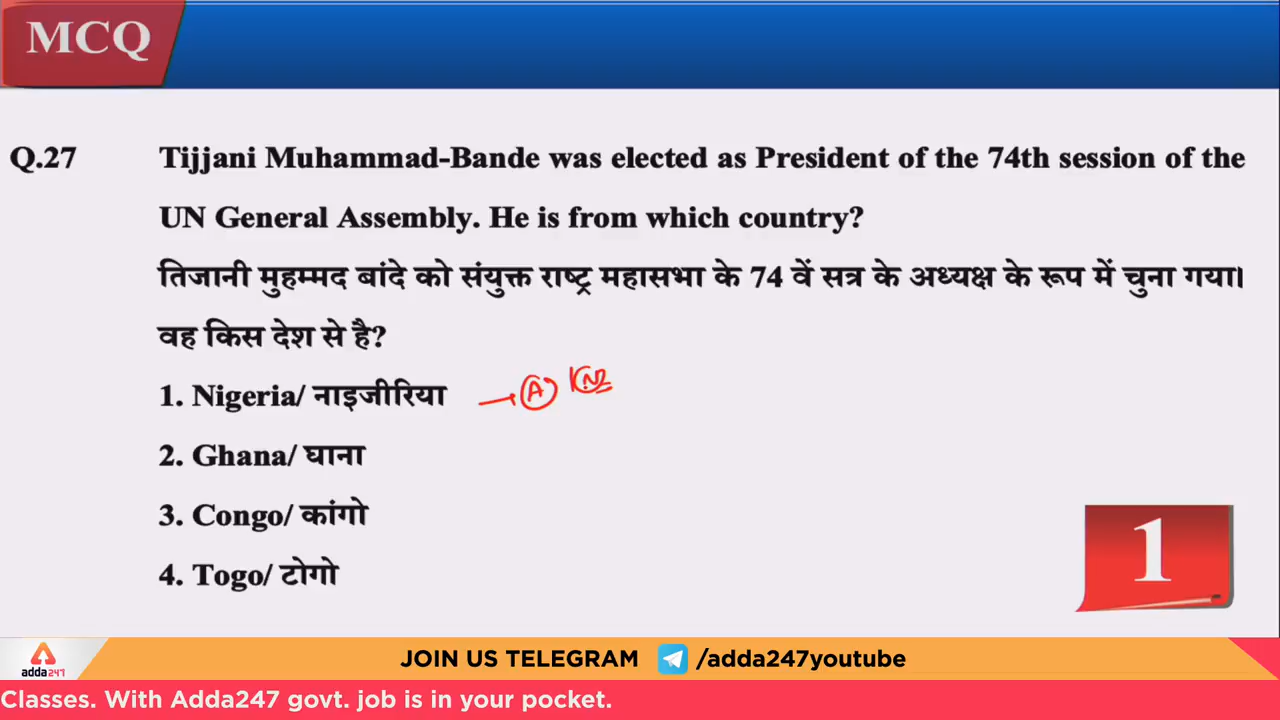 MCQ
Q.27 Tijjani Muhammad-Bande was elected as President of the 74th session of the
UN General Assembly. He is from which country?
तिजानी मुहम्मद बांदे को संयुक्त राष्ट्र महासभा के 74 वें सत्र के अध्यक्ष के रूप में चुना गया।
वह किस देश से है?
1. Nigeria/ नाइजीरिया A
2. Ghana/ घाना
3. Congo/ कांगो
4. Togo/ टोगो
1
adda247
JOIN US TELEGRAM /adda247youtube
Classes. With Adda247 govt. job is in your pocket.